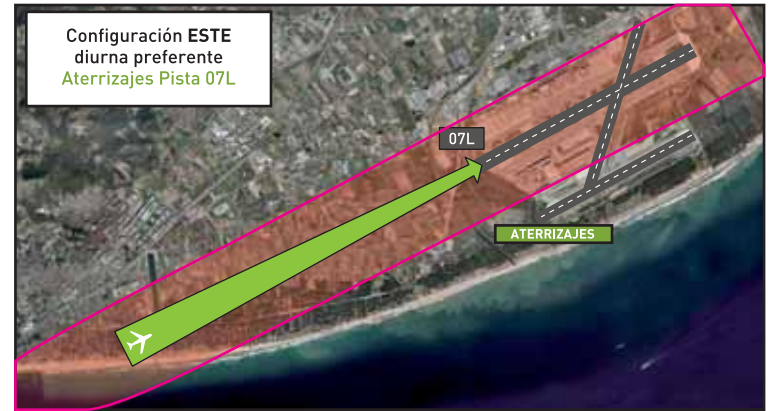 Configuración ESTE
diurna preferente
Aterrizajes Pista 07L
07L
ATERRIZAJES